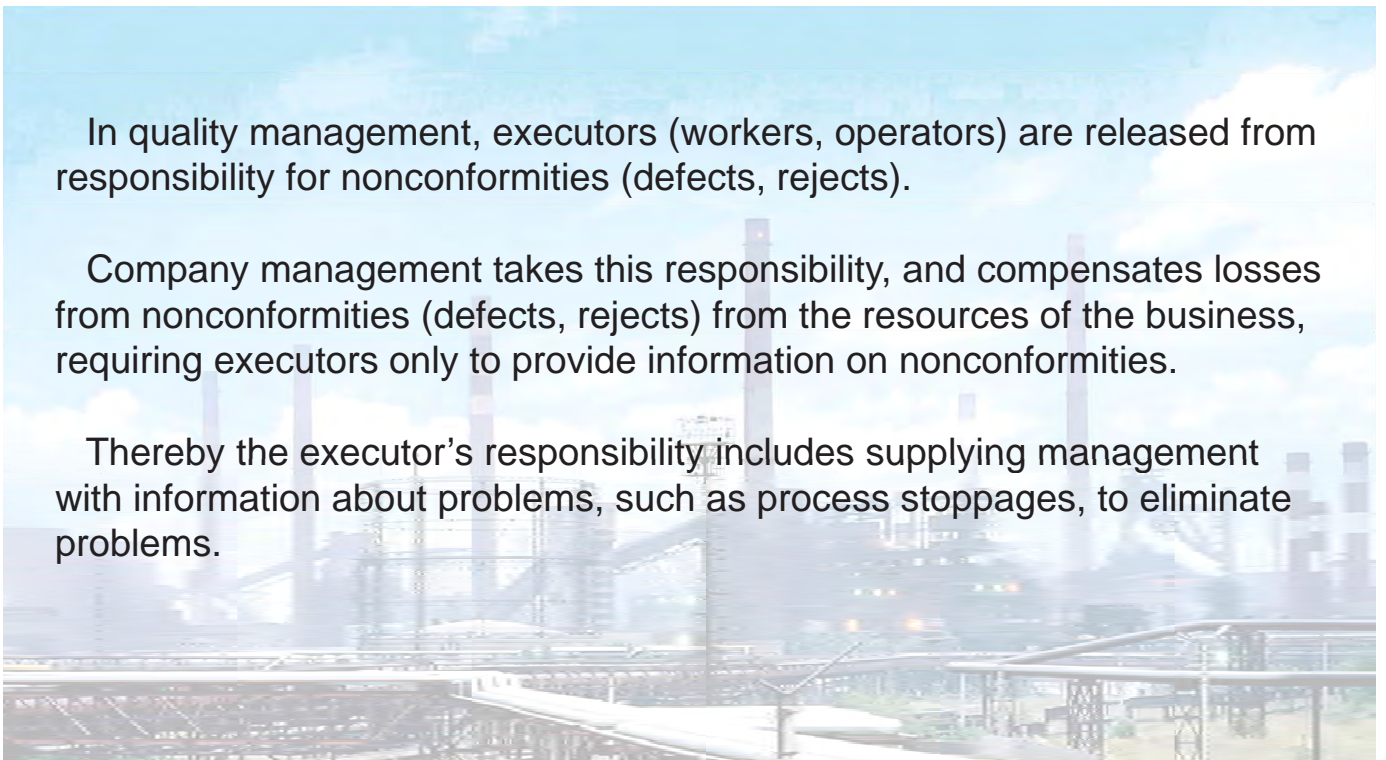 In quality management, executors (workers, operators) are released from
responsibility for nonconformities (defects, rejects).
Company management takes this responsibility, and compensates losses
from nonconformities (defects, rejects) from the resources of the business,
requiring executors only to provide information on nonconformities.
Thereby the executor’s responsibility includes supplying management
with information about problems, such as process stoppages, to eliminate
problems.